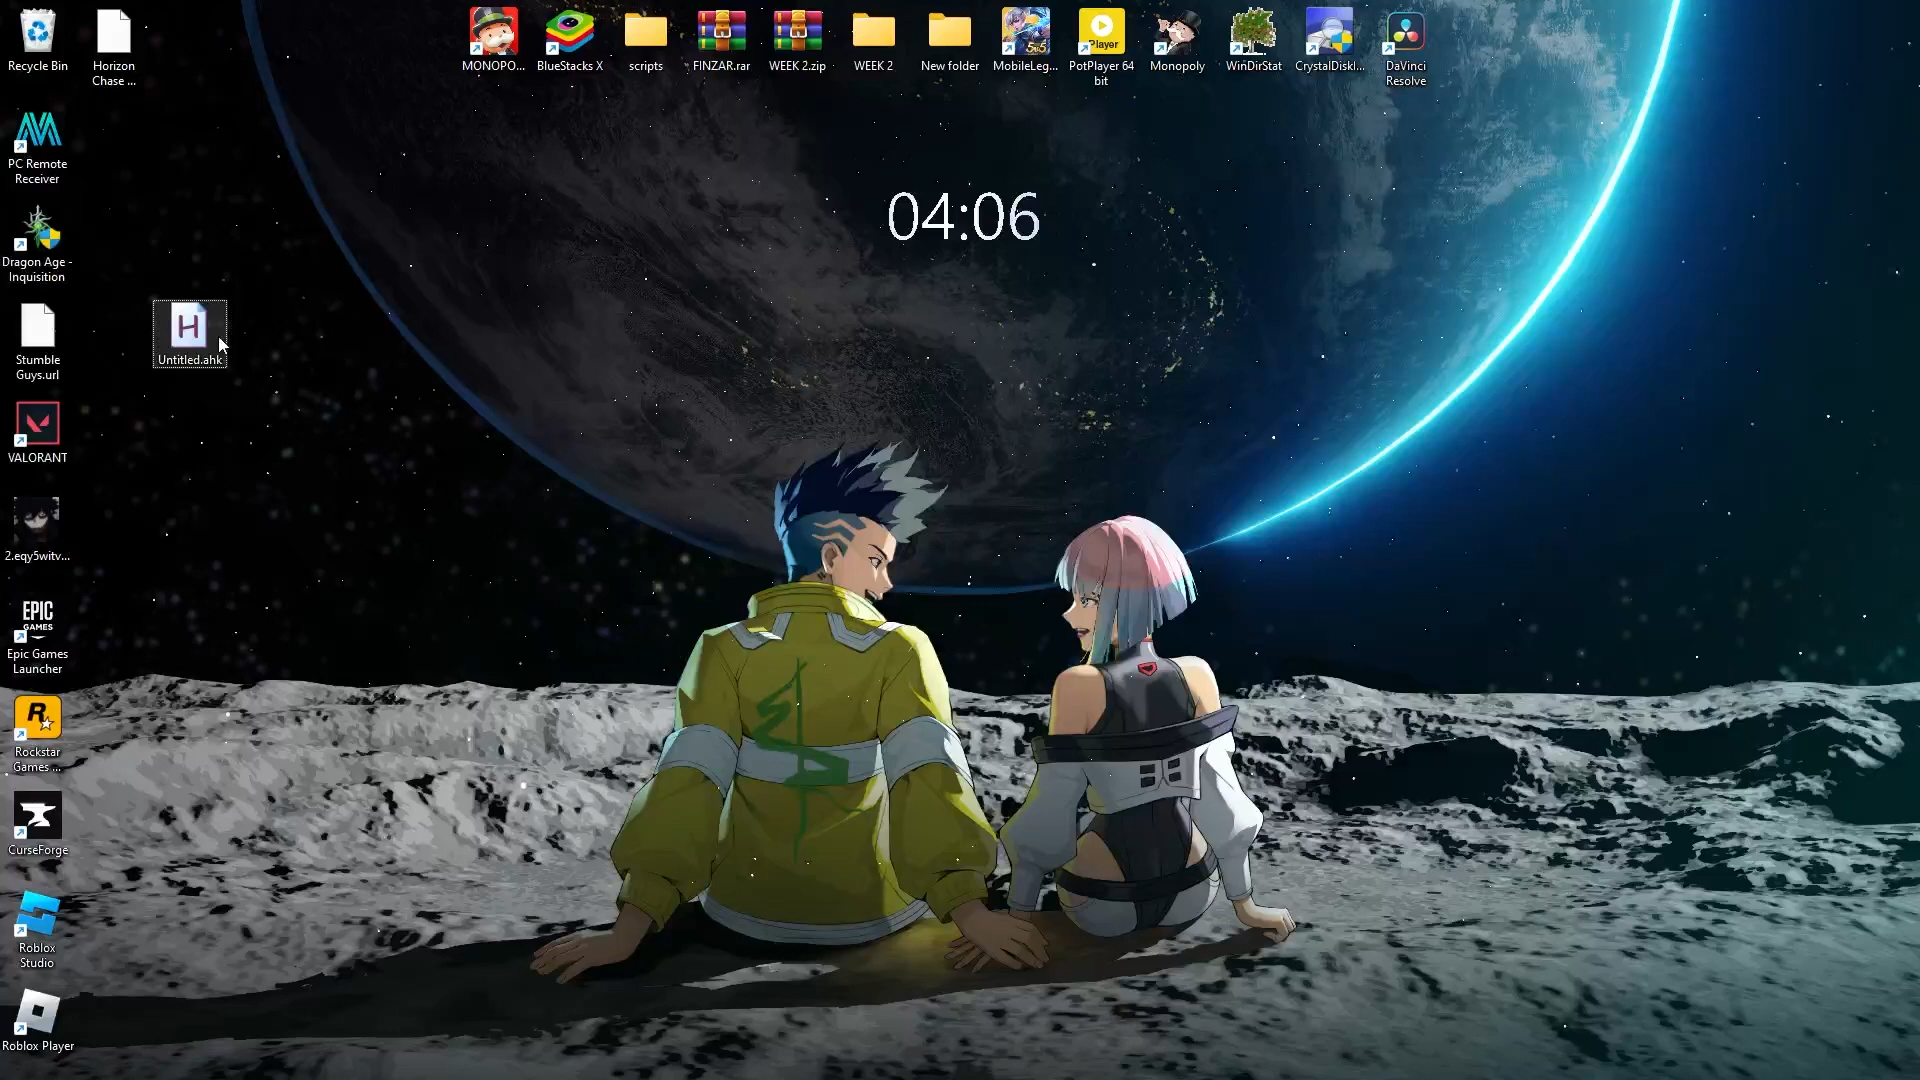 Recycle Bin
Horizon
Chase ...
MONOPO...
BlueStacks X
scripts
FINZAR.rar
WEEK 2.zip
WEEK 2
New folder
MobileLeg...
5v5
Player
PotPlayer 64
bit
Monopoly
WinDirStat
CrystalDiskI...
DaVinci
Resolve
PC Remote
Receiver
04:06
Dragon Age -
Inquisition
H
Untitled.ahk
Stumble
Guys.url
VALORANT
2.eqy5witv...
EPIC
GAMES
Epic Games
Launcher
R
Rockstar
Games ...
CurseForge
Roblox
Studio
Roblox Player